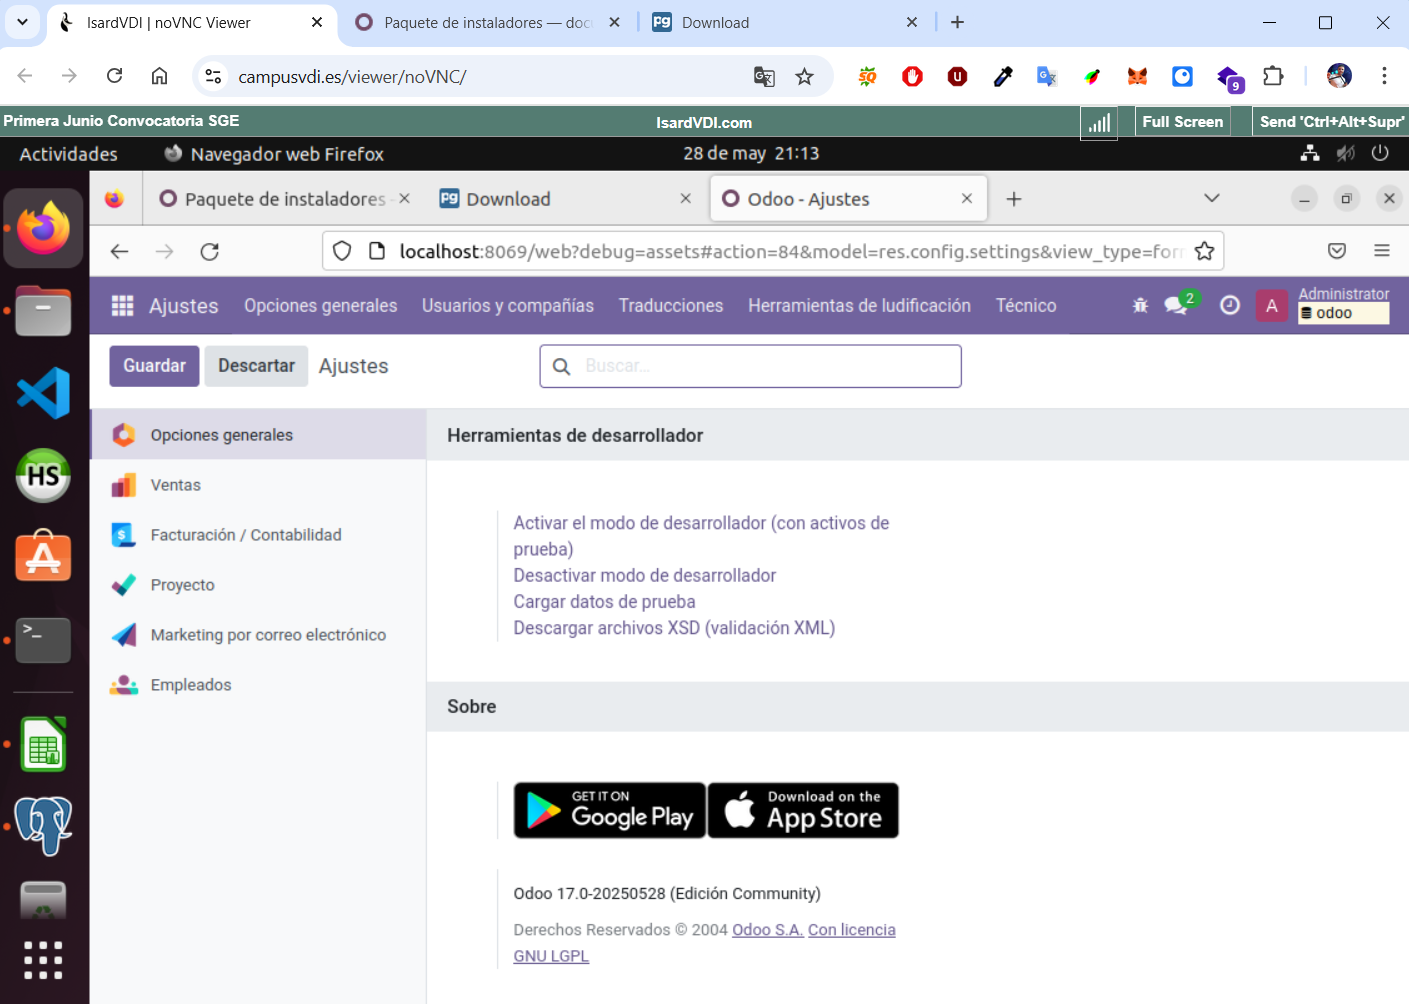 IsardVDI | noVNC Viewer
Paquete de instaladores — doc
Download
campusvdi.es/viewer/noVNC/
9
Primera Junio Convocatoria SGE
IsardVDI.com
Full Screen
Send 'Ctrl+Alt+Supr'
Actividades
Navegador web Firefox
28 de may 21:13
Paquete de instaladores
Download
Odoo - Ajustes
localhost:8069/web?debug=assets#action=84&model=res.config.settings&view_type=for
Ajustes
Opciones generales
Usuarios y compañías
Traducciones
Herramientas de ludificación
Técnico
2
A
Administrator
odoo
Guardar
Descartar
Ajustes
Buscar...
Opciones generales
Ventas
Facturación / Contabilidad
Proyecto
Marketing por correo electrónico
Empleados
Herramientas de desarrollador
Activar el modo de desarrollador (con activos de
prueba)
Desactivar modo de desarrollador
Cargar datos de prueba
Descargar archivos XSD (validación XML)
Sobre
GET IT ON
Google Play
Download on the
App Store
Odoo 17.0-20250528 (Edición Community)
Derechos Reservados © 2004 Odoo S.A. Con licencia
GNU LGPL
HS